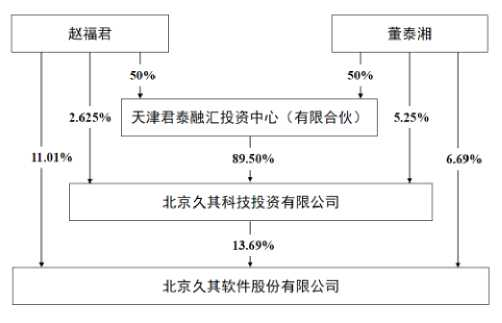 赵福君
董泰湘
50%
50%
天津君泰融汇投资中心（有限合伙）
2.625%
5.25%
11.01%
89.50%
6.69%
北京久其科技投资有限公司
13.69%
北京久其软件股份有限公司